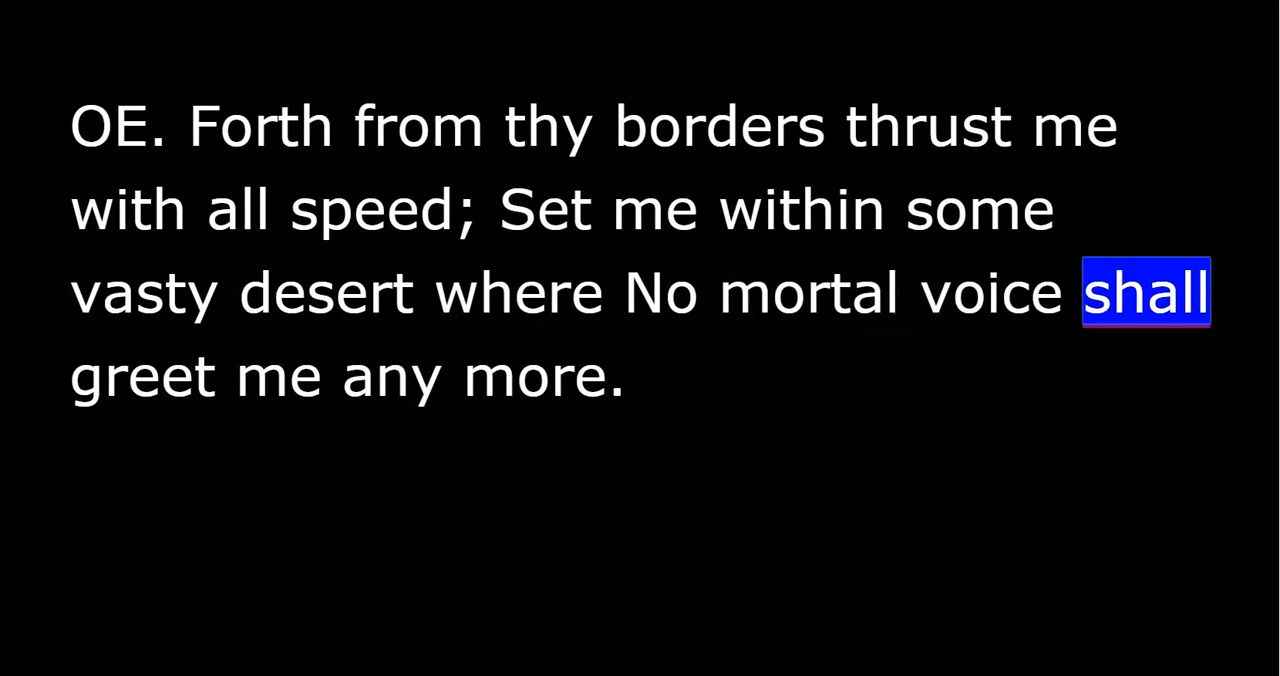 OE. Forth from thy borders thrust me
with all speed; Set me within some
vasty desert where No mortal voice shall
greet me any more.